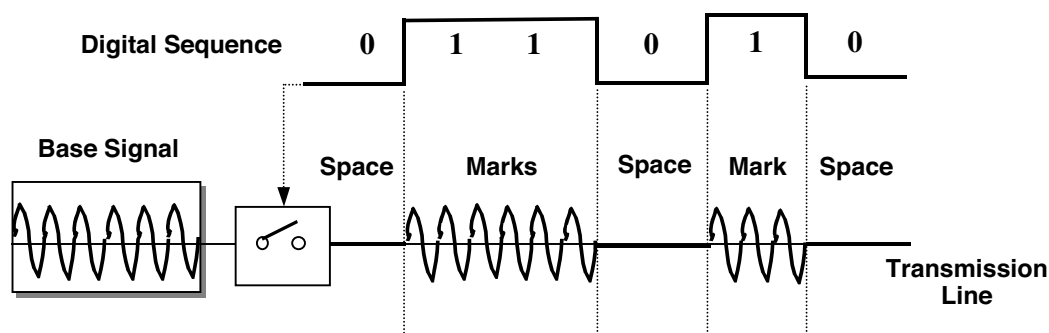 Digital Sequence 0 1 1 0 1 0
Base Signal
Space Marks Space Mark Space
Transmission
Line